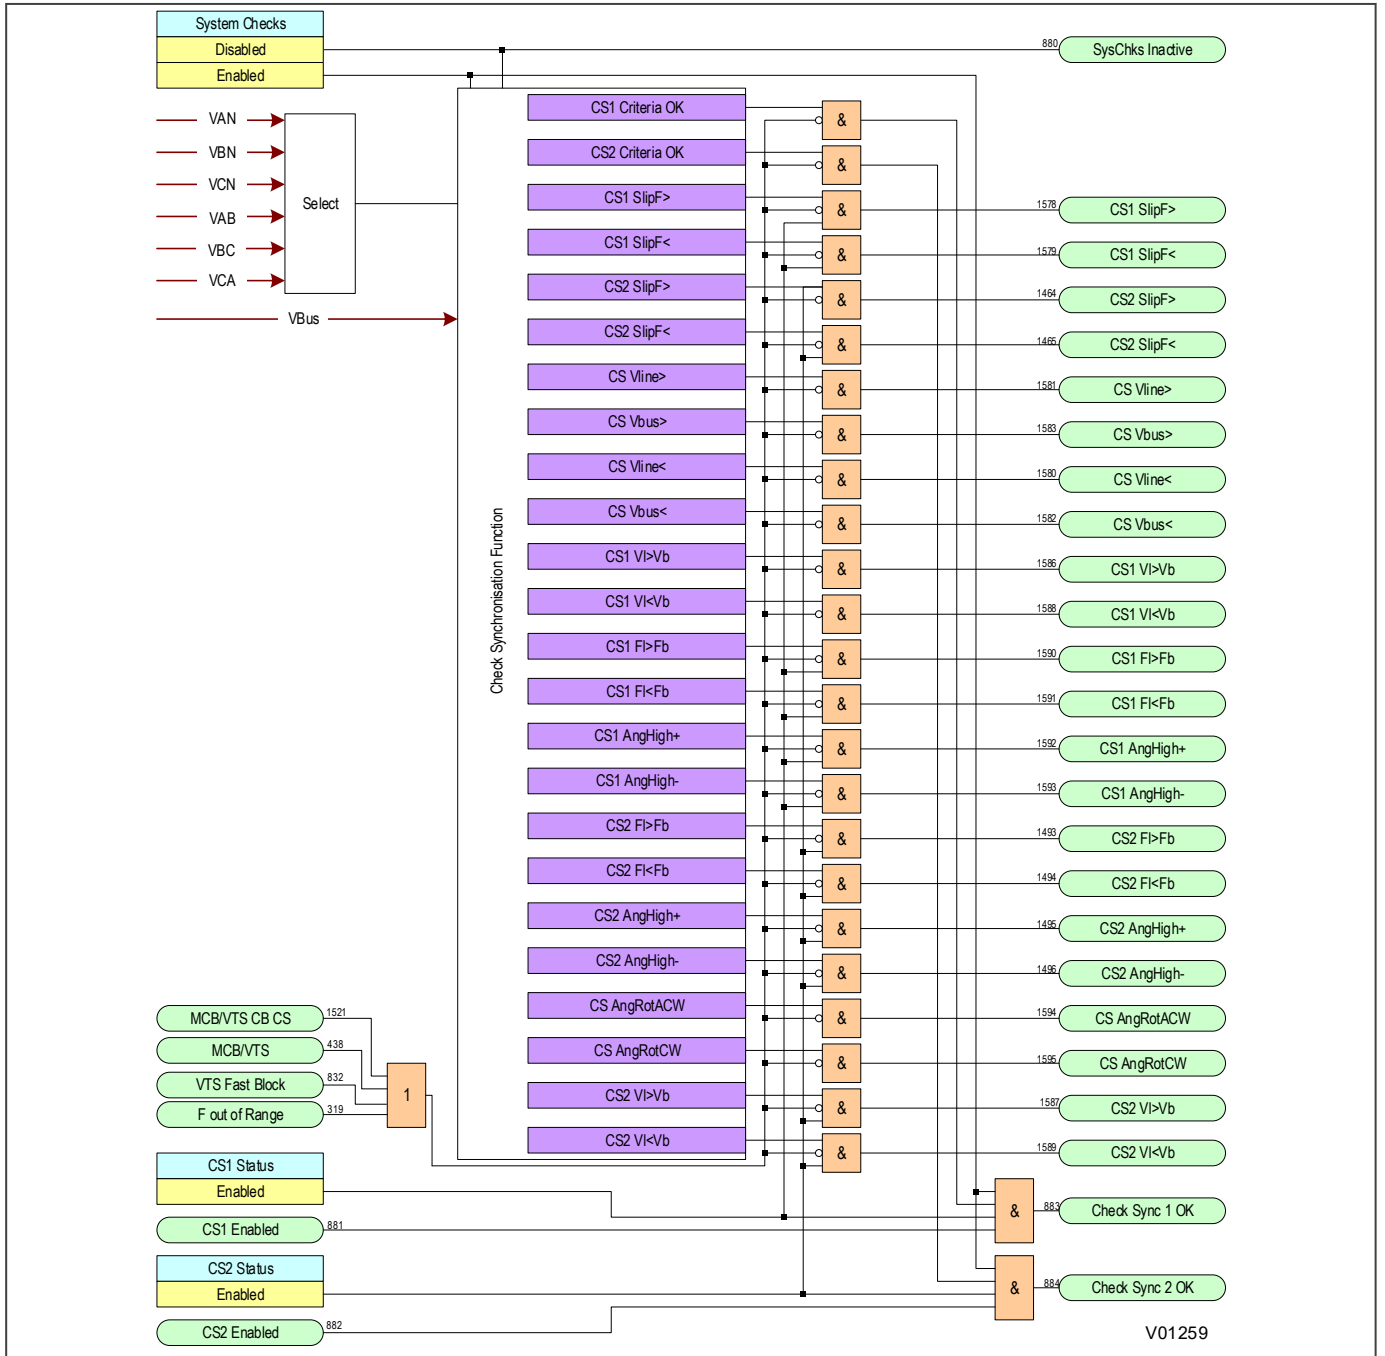 System Checks
Disabled
880
SysChks Inactive
Enabled
VAN
VBN
VCN
VAB
VBC
VCA
Select
VBus
Check Synchronisation Function
CS1 Criteria OK
&
CS2 Criteria OK
&
CS1 SlipF>
&
1578
CS1 SlipF>
CS1 SlipF<
&
1579
CS1 SlipF<
CS2 SlipF>
&
1464
CS2 SlipF>
CS2 SlipF<
&
1465
CS2 SlipF<
CS Vline>
&
1581
CS Vline>
CS Vbus>
&
1583
CS Vbus>
CS Vline<
&
1580
CS Vline<
CS Vbus<
&
1582
CS Vbus<
CS1 Vl>Vb
&
1586
CS1 Vl>Vb
CS1 Vl<Vb
&
1588
CS1 Vl<Vb
CS1 Fl>Fb
&
1590
CS1 Fl>Fb
CS1 Fl<Fb
&
1591
CS1 Fl<Fb
CS1 AngHigh+
&
1592
CS1 AngHigh+
CS1 AngHigh-
&
1593
CS1 AngHigh-
CS2 Fl>Fb
&
1493
CS2 Fl>Fb
CS2 Fl<Fb
&
1494
CS2 Fl<Fb
CS2 AngHigh+
&
1495
CS2 AngHigh+
CS2 AngHigh-
&
1496
CS2 AngHigh-
CS AngRotACW
&
1594
CS AngRotACW
CS AngRotCW
&
1595
CS AngRotCW
CS2 Vl>Vb
&
1587
CS2 Vl>Vb
CS2 Vl<Vb
&
1589
CS2 Vl<Vb
MCB/VTS CB CS
1521
MCB/VTS
438
VTS Fast Block
832
F out of Range
319
1
CS1 Status
Enabled
CS1 Enabled
881
&
883
Check Sync 1 OK
CS2 Status
Enabled
CS2 Enabled
882
&
884
Check Sync 2 OK
V01259